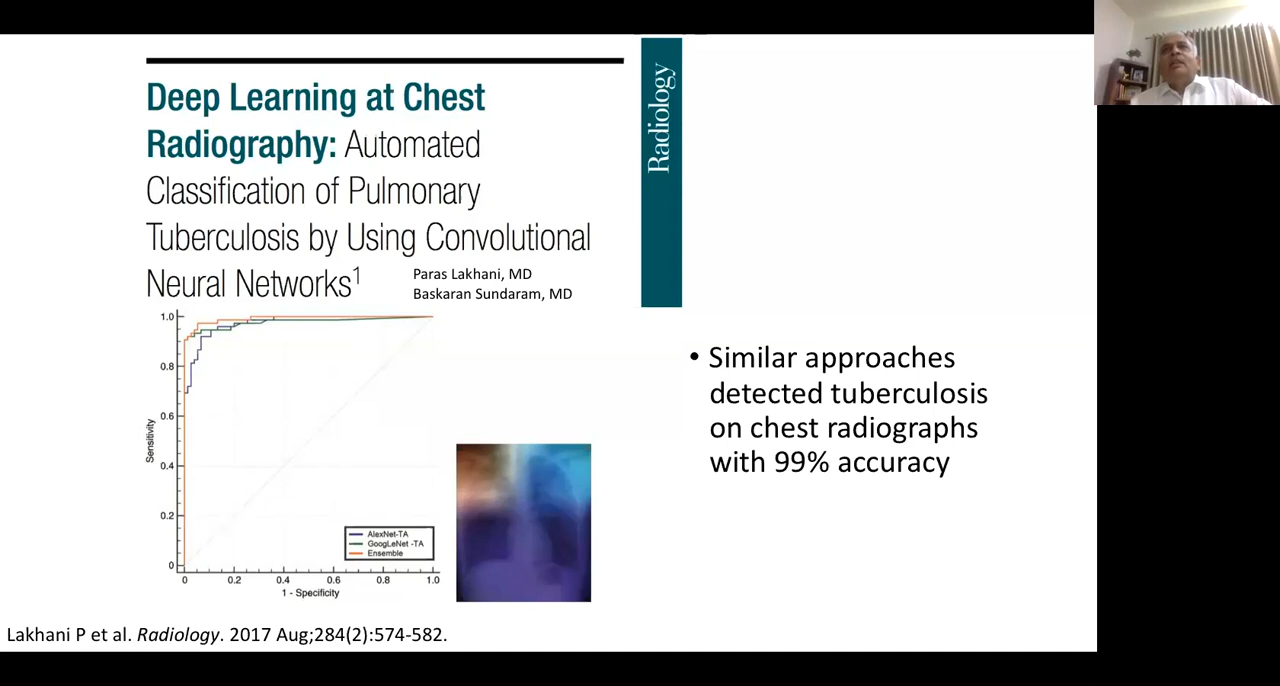 Deep Learning at Chest
Radiography: Automated
Classification of Pulmonary
Tuberculosis by Using Convolutional
Neural Networks1
Paras Lakhani, MD
Baskaran Sundaram, MD
Radiology
1.0
0.8
0.6
0.4
0.2
0
Sensitivity
0 0.2 0.4 0.6 0.8 1.0
1 - Specificity
AlexNet-TA
GoogLeNet -TA
Ensemble
• Similar approaches
detected tuberculosis
on chest radiographs
with 99% accuracy
Lakhani P et al. Radiology. 2017 Aug;284(2):574-582.